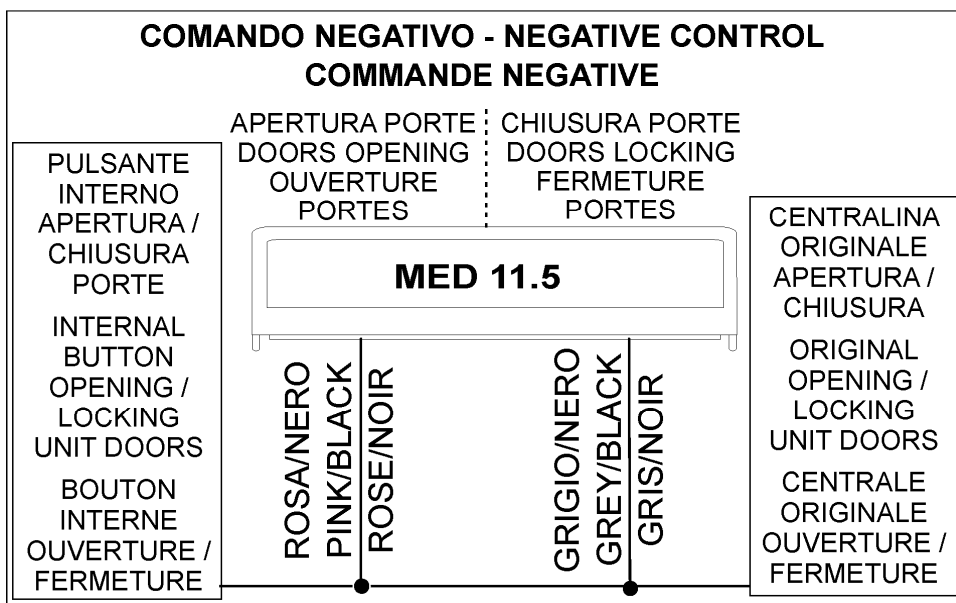 COMANDO NEGATIVO - NEGATIVE CONTROL
COMMANDE NEGATIVE
PULSANTE
INTERNO
APERTURA /
CHIUSURA
PORTE
INTERNAL
BUTTON
OPENING /
LOCKING
UNIT DOORS
BOUTON
INTERNE
OUVERTURE /
FERMETURE
APERTURA PORTE
DOORS OPENING
OUVERTURE
PORTES
CHIUSURA PORTE
DOORS LOCKING
FERMETURE
PORTES
MED 11.5
ROSA/NERO
PINK/BLACK
ROSE/NOIR
GRIGIO/NERO
GREY/BLACK
GRIS/NOIR
CENTRALINA
ORIGINALE
APERTURA /
CHIUSURA
ORIGINAL
OPENING /
LOCKING
UNIT DOORS
CENTRALE
ORIGINALE
OUVERTURE /
FERMETURE